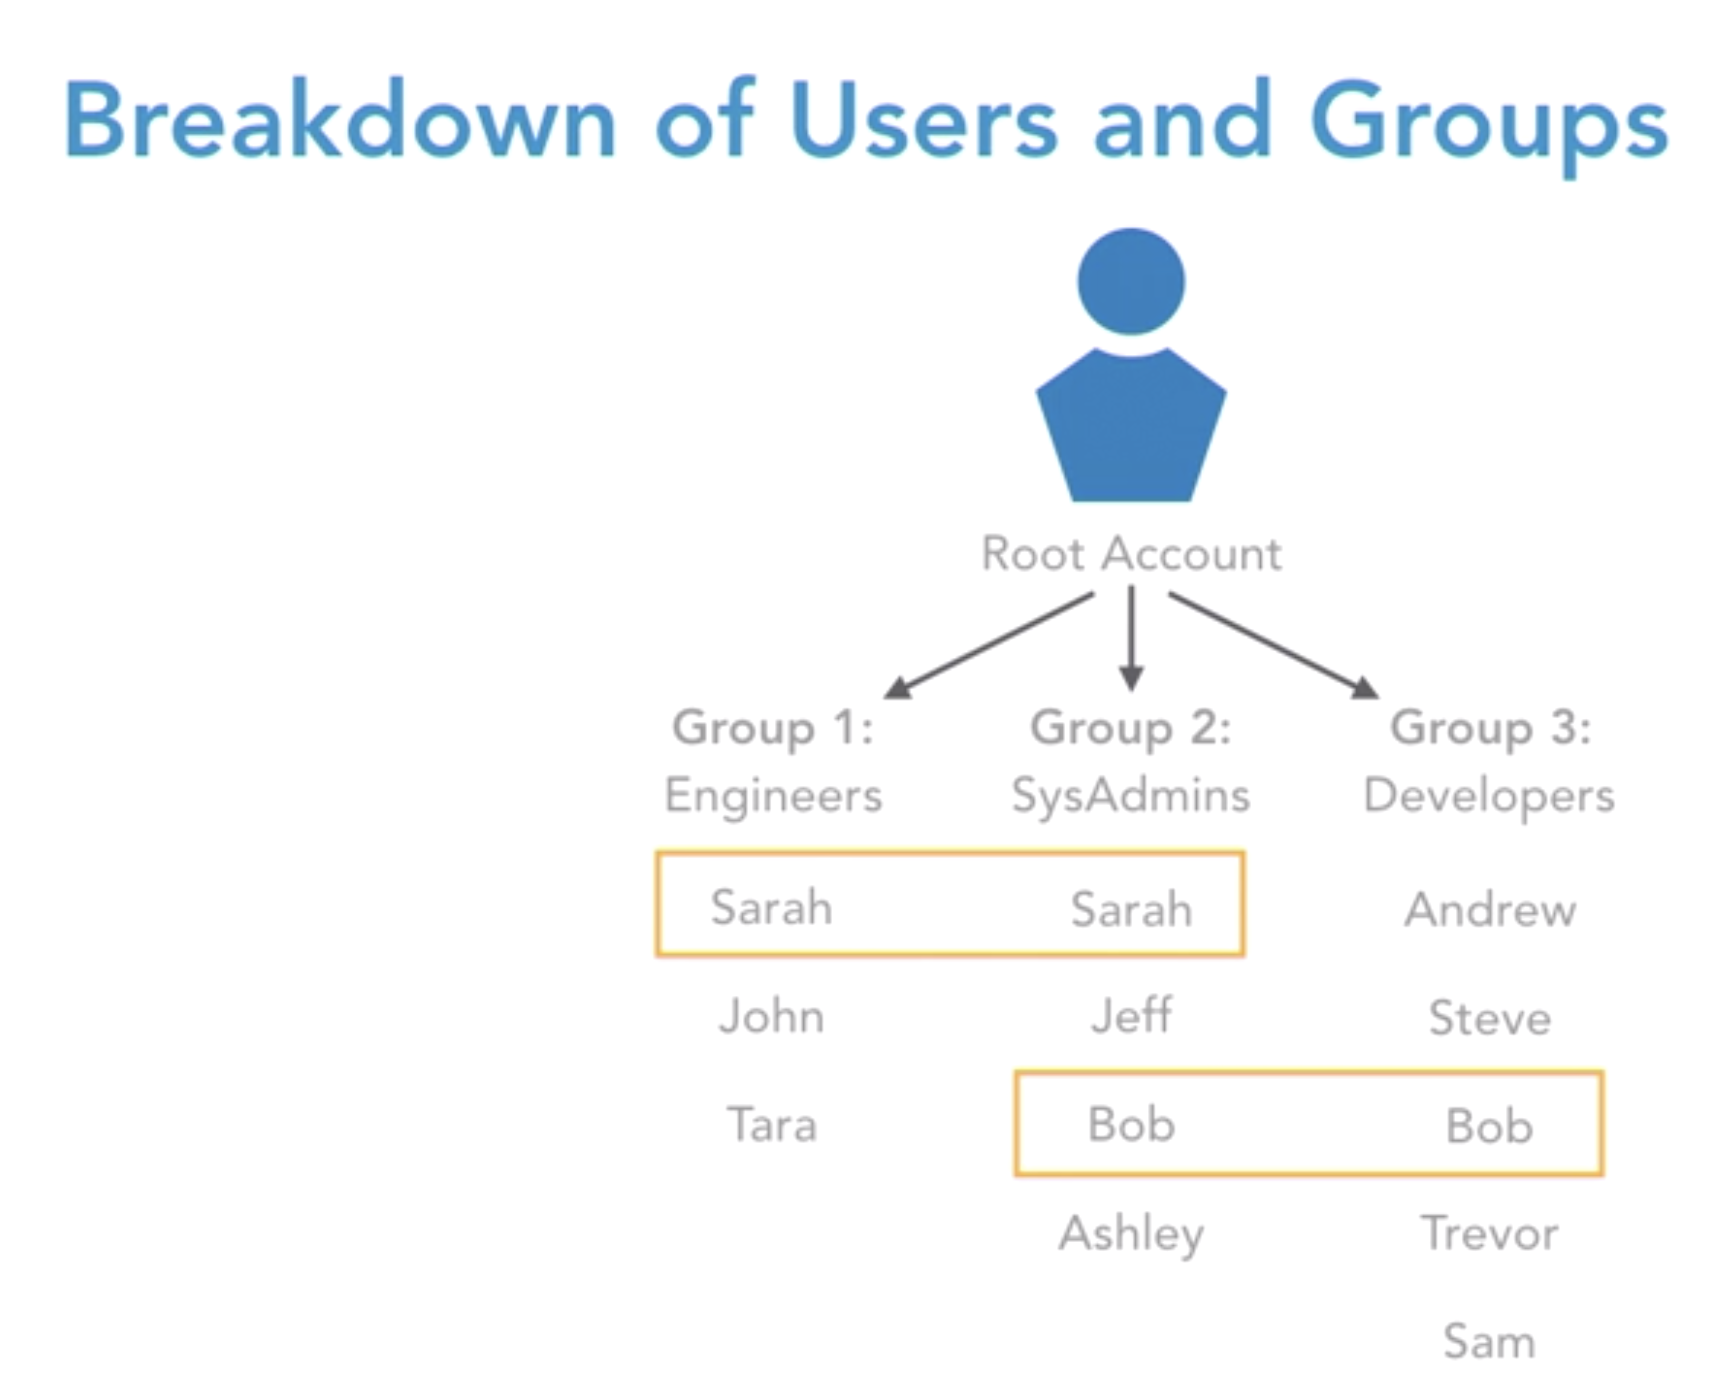 Breakdown of Users and Groups
Root Account
Group 1:
Engineers
Sarah
John
Tara
Group 2:
SysAdmins
Sarah
Jeff
Bob
Ashley
Group 3:
Developers
Andrew
Steve
Bob
Trevor
Sam